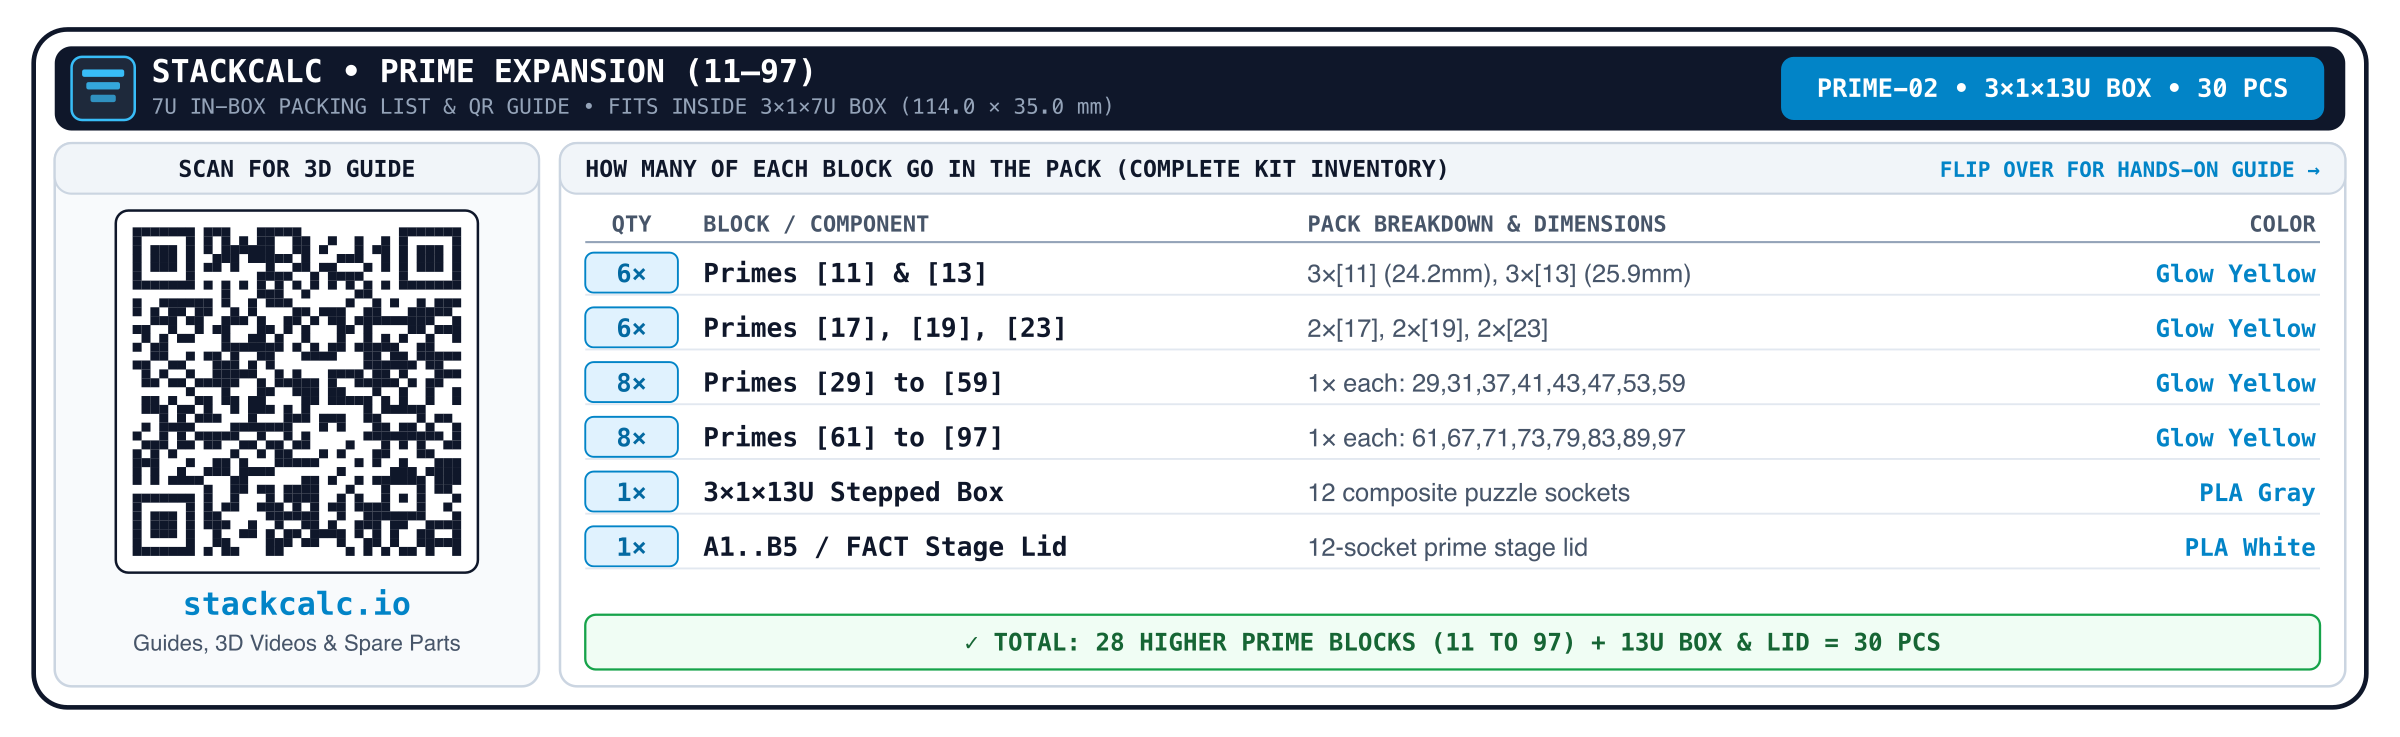 STACKCALC • PRIME EXPANSION (11–97)
7U IN–BOX PACKING LIST & QR GUIDE • FITS INSIDE 3×1×7U BOX (114.0 × 35.0 mm)
PRIME–02 • 3×1×13U BOX • 30 PCS
SCAN FOR 3D GUIDE
stackcalc.io
Guides, 3D Videos & Spare Parts
HOW MANY OF EACH BLOCK GO IN THE PACK (COMPLETE KIT INVENTORY)
FLIP OVER FOR HANDS–ON GUIDE →
QTY BLOCK / COMPONENT PACK BREAKDOWN & DIMENSIONS COLOR
6× Primes [11] & [13] 3×[11] (24.2mm), 3×[13] (25.9mm) Glow Yellow
6× Primes [17], [19], [23] 2×[17], 2×[19], 2×[23] Glow Yellow
8× Primes [29] to [59] 1× each: 29,31,37,41,43,47,53,59 Glow Yellow
8× Primes [61] to [97] 1× each: 61,67,71,73,79,83,89,97 Glow Yellow
1× 3×1×13U Stepped Box 12 composite puzzle sockets PLA Gray
1× A1..B5 / FACT Stage Lid 12-socket prime stage lid PLA White
✓ TOTAL: 28 HIGHER PRIME BLOCKS (11 TO 97) + 13U BOX & LID = 30 PCS